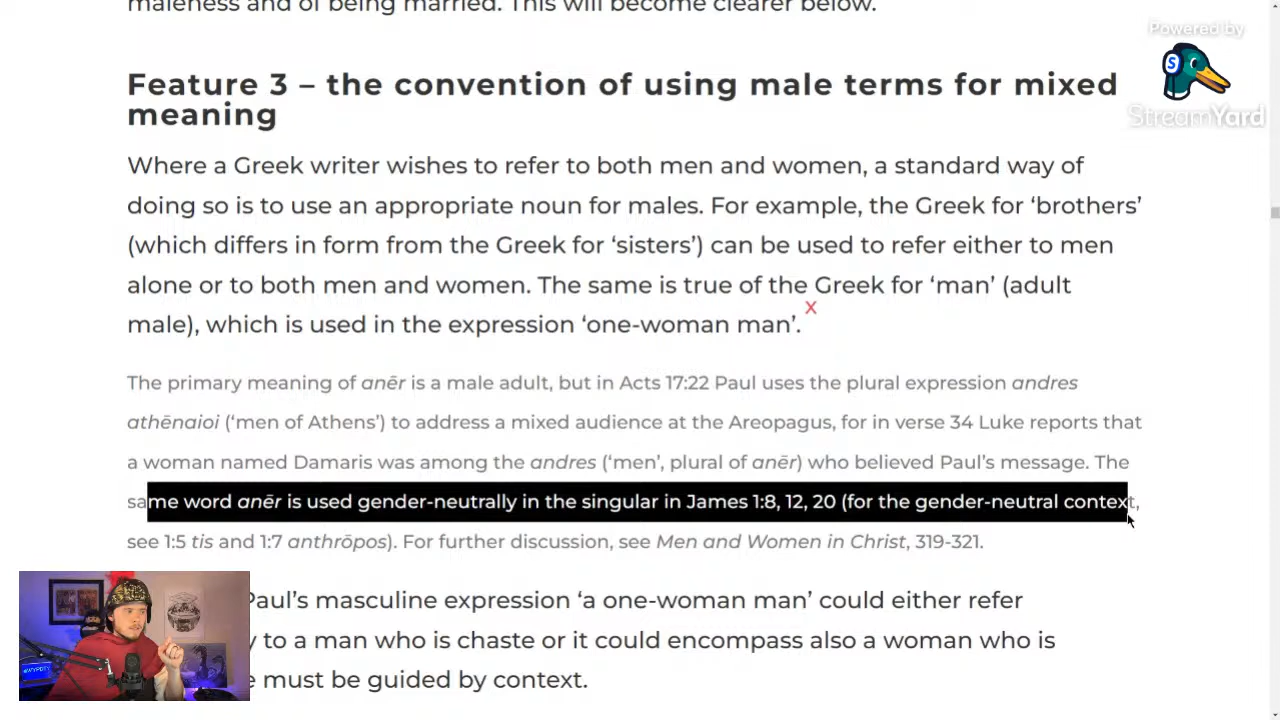 maleness and of being married. This will become clearer below.
Powered by
StreamYard
Feature 3 – the convention of using male terms for mixed
meaning
Where a Greek writer wishes to refer to both men and women, a standard way of
doing so is to use an appropriate noun for males. For example, the Greek for ‘brothers’
(which differs in form from the Greek for ‘sisters’) can be used to refer either to men
alone or to both men and women. The same is true of the Greek for ‘man’ (adult
male), which is used in the expression ‘one-woman man’. X
The primary meaning of anēr is a male adult, but in Acts 17:22 Paul uses the plural expression andres
athēnaioi (‘men of Athens’) to address a mixed audience at the Areopagus, for in verse 34 Luke reports that
a woman named Damaris was among the andres (‘men’, plural of anēr) who believed Paul’s message. The
same word anēr is used gender-neutrally in the singular in James 1:8, 12, 20 (for the gender-neutral context,
see 1:5 tis and 1:7 anthrōpos). For further discussion, see Men and Women in Christ, 319-321.
Paul’s masculine expression ‘a one-woman man’ could either refer
to a man who is chaste or it could encompass also a woman who is
must be guided by context.